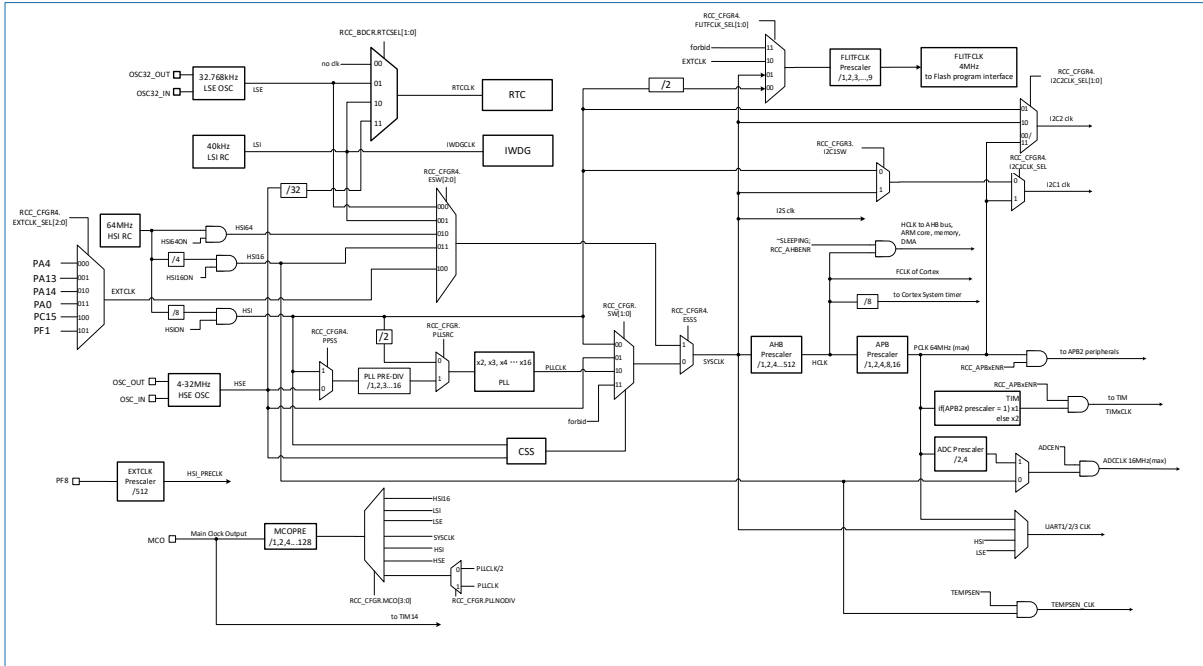 RCC_BDCR.RTCSEL[1:0]
OSC32_OUT
OSC32_IN
32.768kHz
LSE OSC
LSE
no clk
00
01
10
11
RTCCLK
RTC
40kHz
LSI RC
LSI
IWDGCLK
IWDG
/32
RCC_CFGR4.
ESW[2:0]
000
001
010
011
100
RCC_CFGR4.
EXTCLK_SEL[2:0]
PA4
PA13
PA14
PA0
PC15
PF1
000
001
010
011
100
101
EXTCLK
64MHz
HSI RC
HSI64ON
HSI64
/4
HSI16ON
HSI16
/8
HSION
HSI
OSC_OUT
OSC_IN
4-32MHz
HSE OSC
HSE
RCC_CFGR4.
PPSS
1
0
PLL PRE-DIV
/1,2,3...16
/2
RCC_CFGR.
PLLSRC
0
1
x2, x3, x4 ··· x16
PLL
PLLCLK
forbid
RCC_CFGR.
SW[1:0]
00
01
10
11
CSS
RCC_CFGR4.
ESSS
1
0
SYSCLK
RCC_CFGR4.
FLITFCLK_SEL[1:0]
forbid
EXTCLK
11
10
01
00
/2
FLITFCLK
Prescaler
/1,2,3,...,9
FLITFCLK
4MHz
to Flash program interface
RCC_CFGR4.
I2C2CLK_SEL[1:0]
01
10
00/
11
I2C2 clk
RCC_CFGR3.
I2C1SW
0
1
RCC_CFGR4.
I2C1CLK_SEL
0
1
I2C1 clk
I2S clk
~SLEEPING;
RCC_AHBENR
HCLK to AHB bus,
ARM core, memory,
DMA
FCLK of Cortex
/8
to Cortex System timer
AHB
Prescaler
/1,2,4...512
HCLK
APB
Prescaler
/1,2,4,8,16
PCLK 64MHz (max)
RCC_APBxENR
to APB2 peripherals
RCC_APBxENR
TIM
if(APB2 prescaler = 1) x1
else x2
to TIM
TIMxCLK
ADC Prescaler
/2,4
1
0
ADCEN
ADCCLK 16MHz(max)
HSI
LSE
UART1/2/3 CLK
TEMPSEN
TEMPSEN_CLK
PF8
EXTCLK
Prescaler
/512
HSI_PRECLK
MCO
Main Clock Output
MCOPRE
/1,2,4...128
HSI16
LSI
LSE
SYSCLK
HSI
HSE
0
1
PLLCLK/2
PLLCLK
RCC_CFGR.MCO[3:0]
RCC_CFGR.PLLNODIV
to TIM14